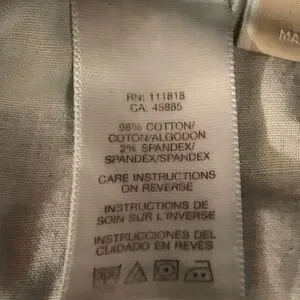 MA
RN: 111818
CA: 45885
98% COTTON/
COTON/ALGODON
2% SPANDEX/
SPANDEX/SPANDEX
CARE INSTRUCTIONS
ON REVERSE
INSTRUCTIONS DE
SOIN SUR L'INVERSE
INSTRUCCIONES DEL
CUIDADO EN REVÉS